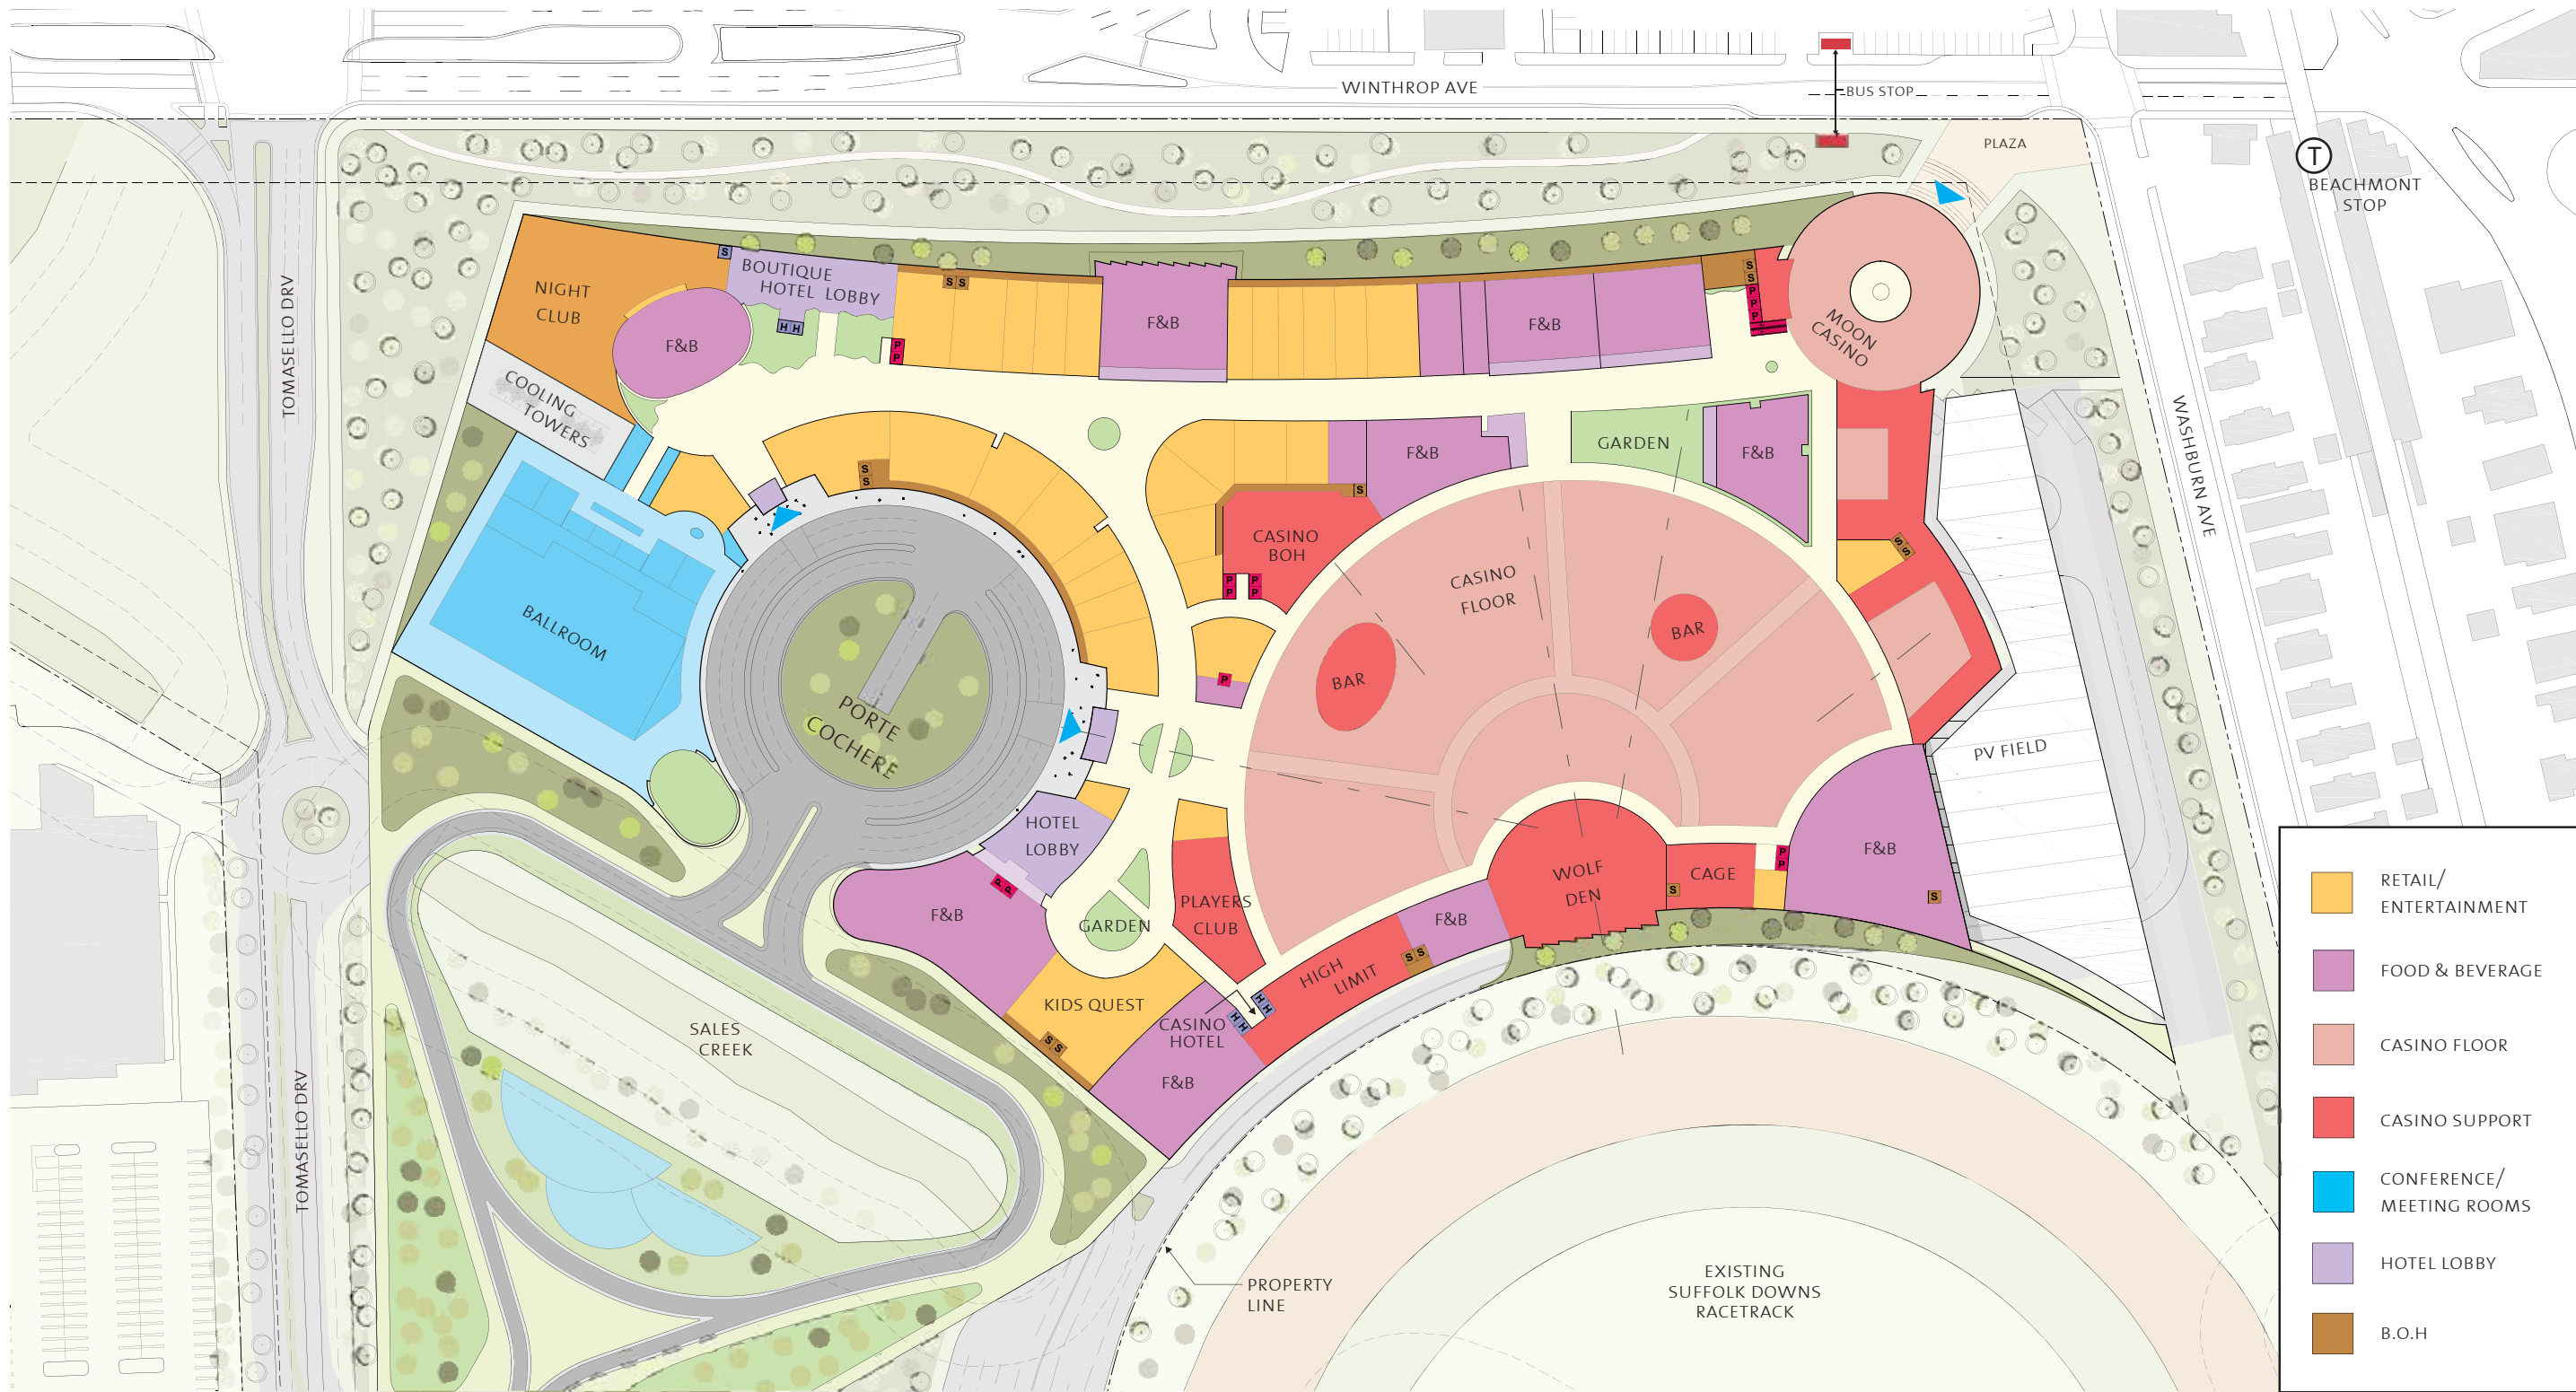 WINTHROP AVE
BUS STOP
PLAZA
T
BEACHMONT
STOP
TOMASELLO DRV
WASHBURN AVE
NIGHT
CLUB
S
BOUTIQUE
HOTEL LOBBY
H H
F&B
P
P
S S
F&B
F&B
S
S
P
P
P
MOON
CASINO
COOLING
TOWERS
S
S
F&B
GARDEN
F&B
S
CASINO
BOH
P
P
P
P
CASINO
FLOOR
S
S
BALLROOM
BAR
BAR
P
PORTE
COCHERE
PV FIELD
HOTEL
LOBBY
P P
F&B
GARDEN
PLAYERS
CLUB
WOLF
DEN
S
CAGE
P
P
F&B
S
F&B
S S
HIGH
LIMIT
KIDS QUEST
S S
CASINO
HOTEL
H H
H H
F&B
SALES
CREEK
TOMASELLO DRV
PROPERTY
LINE
EXISTING
SUFFOLK DOWNS
RACETRACK
RETAIL/
ENTERTAINMENT
FOOD & BEVERAGE
CASINO FLOOR
CASINO SUPPORT
CONFERENCE/
MEETING ROOMS
HOTEL LOBBY
B.O.H